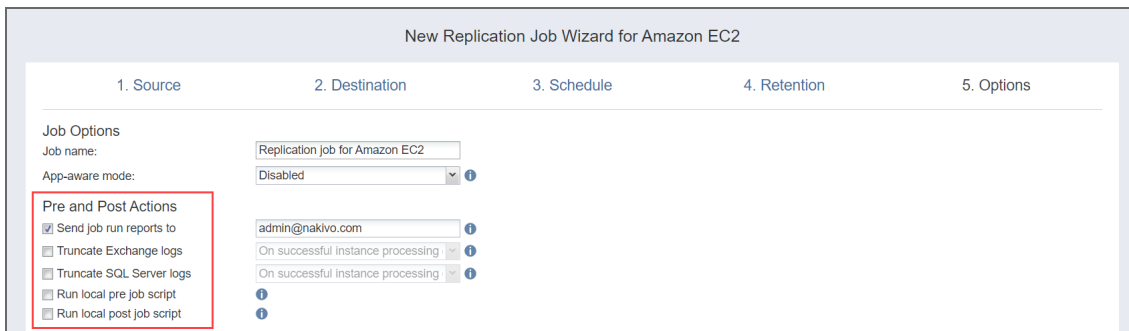 New Replication Job Wizard for Amazon EC2
1. Source 2. Destination 3. Schedule 4. Retention 5. Options
Job Options
Job name: Replication job for Amazon EC2
App-aware mode: Disabled
Pre and Post Actions
Send job run reports to admin@nakivo.com
Truncate Exchange logs On successful instance processing
Truncate SQL Server logs On successful instance processing
Run local pre job script
Run local post job script